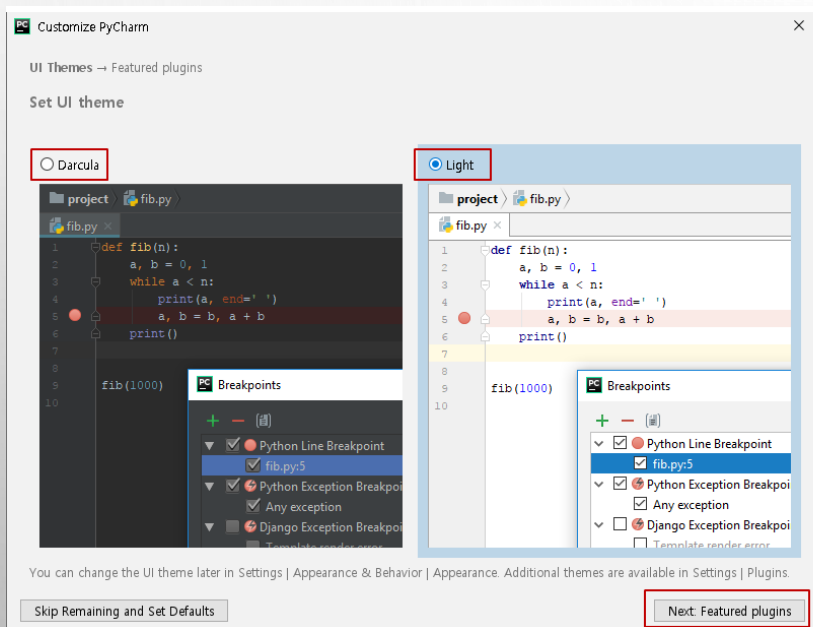 PC Customize PyCharm
UI Themes → Featured plugins
Set UI theme
Darcula
project fib.py
fib.py
1 def fib(n):
2 a, b = 0, 1
3 while a < n:
4 print(a, end=' ')
5 a, b = b, a + b
6 print()
7
8
9 fib(1000)
10
PC Breakpoints
Python Line Breakpoint
fib.py:5
Python Exception Breakpoi
Any exception
Django Exception Breakpoi
Template render error
Light
project fib.py
fib.py
1 def fib(n):
2 a, b = 0, 1
3 while a < n:
4 print(a, end=' ')
5 a, b = b, a + b
6 print()
7
8
9 fib(1000)
10
PC Breakpoints
Python Line Breakpoint
fib.py:5
Python Exception Breakpoi
Any exception
Django Exception Breakpoi
Template render error
You can change the UI theme later in Settings | Appearance & Behavior | Appearance. Additional themes are available in Settings | Plugins.
Skip Remaining and Set Defaults
Next: Featured plugins